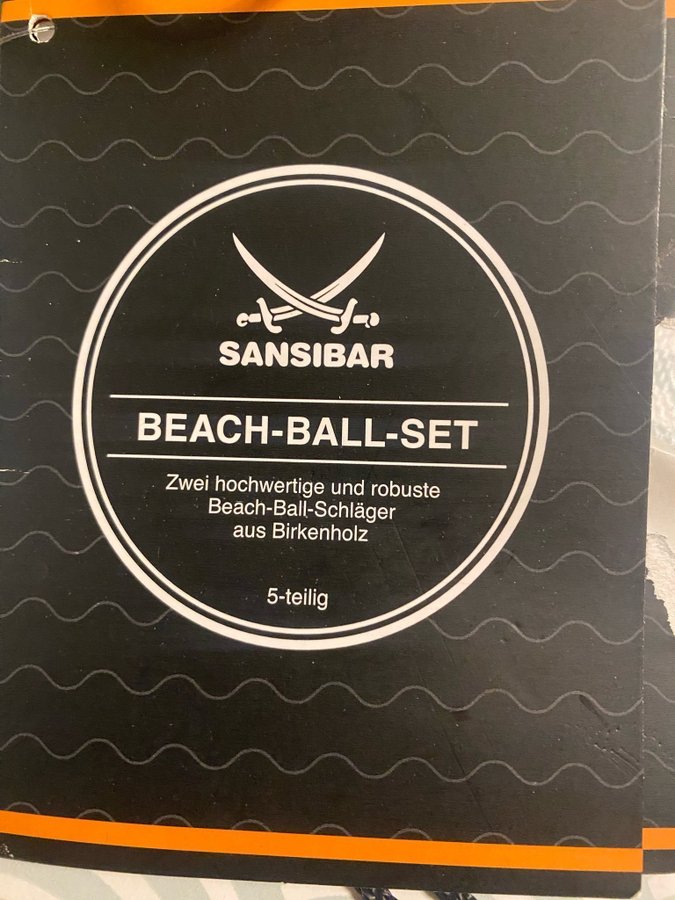 SANSIBAR
BEACH-BALL-SET
Zwei hochwertige und robuste
Beach-Ball-Schläger
aus Birkenholz
5-teilig